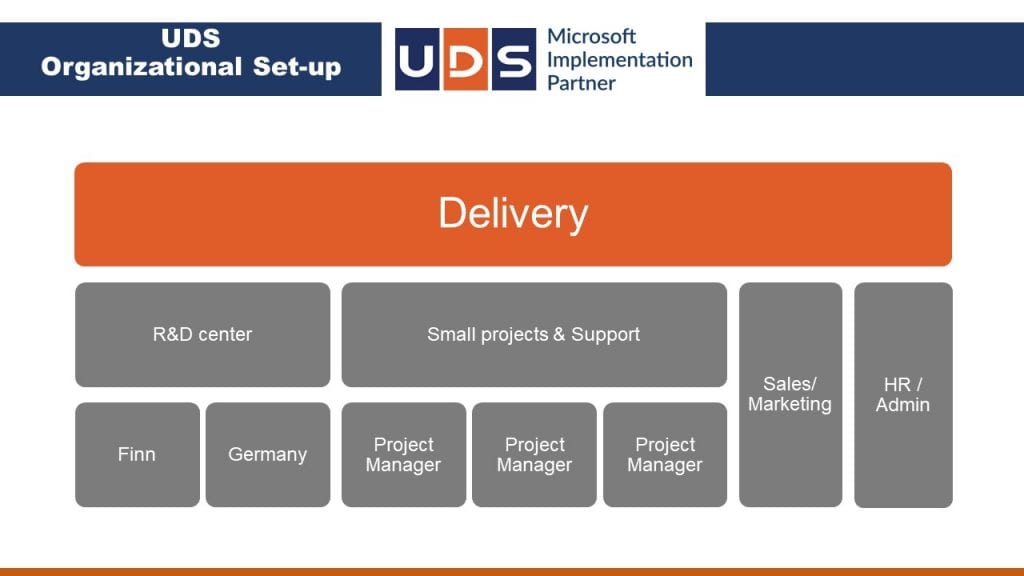 UDS
Organizational Set-up
UDS
Microsoft
Implementation
Partner
Delivery
R&D center
Small projects & Support
Sales/
Marketing
HR /
Admin
Finn
Germany
Project
Manager
Project
Manager
Project
Manager